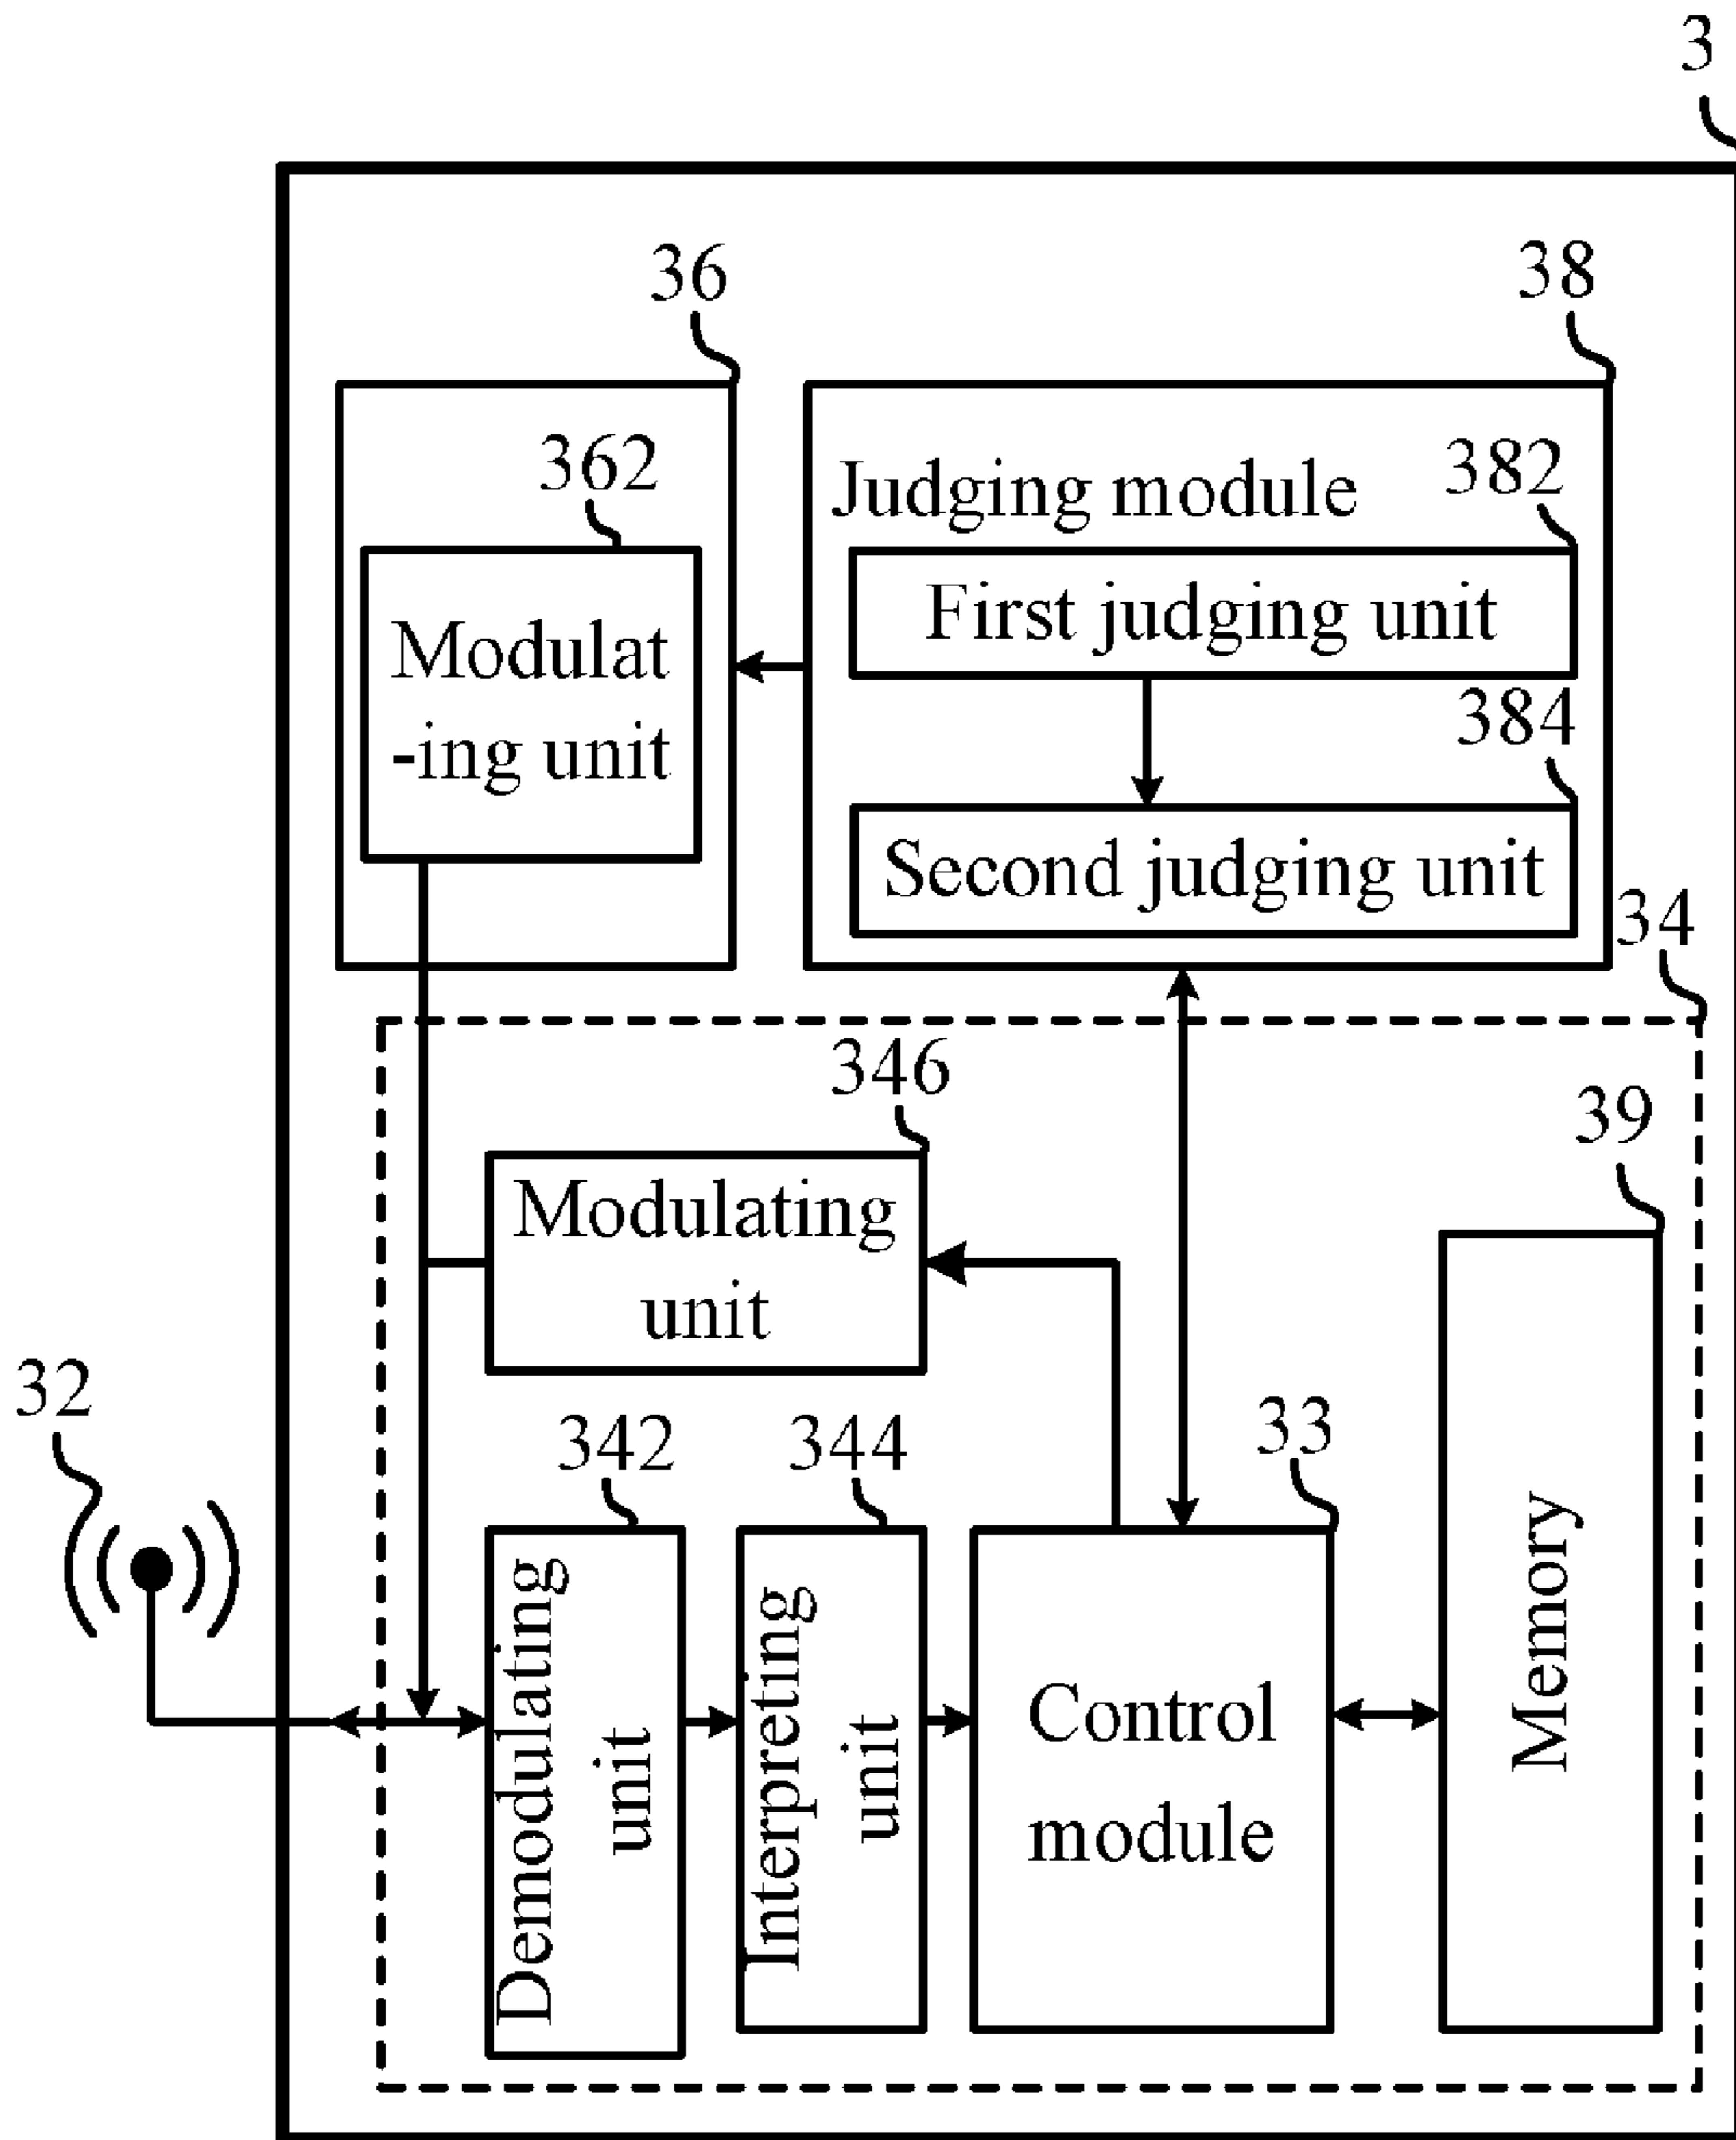 3
36
38
362
Judging module
382
First judging unit
Modulat
-ing unit
384
Second judging unit
34
346
39
Modulating
unit
32
342
344
33
Demodulating
unit
Interpreting
unit
Control
module
Memory